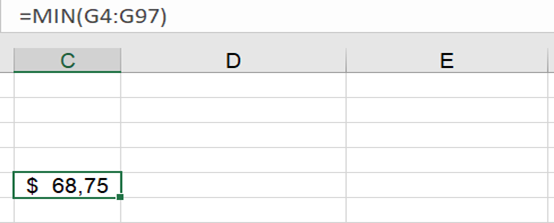 =MIN(G4:G97)
C D E
$ 68,75